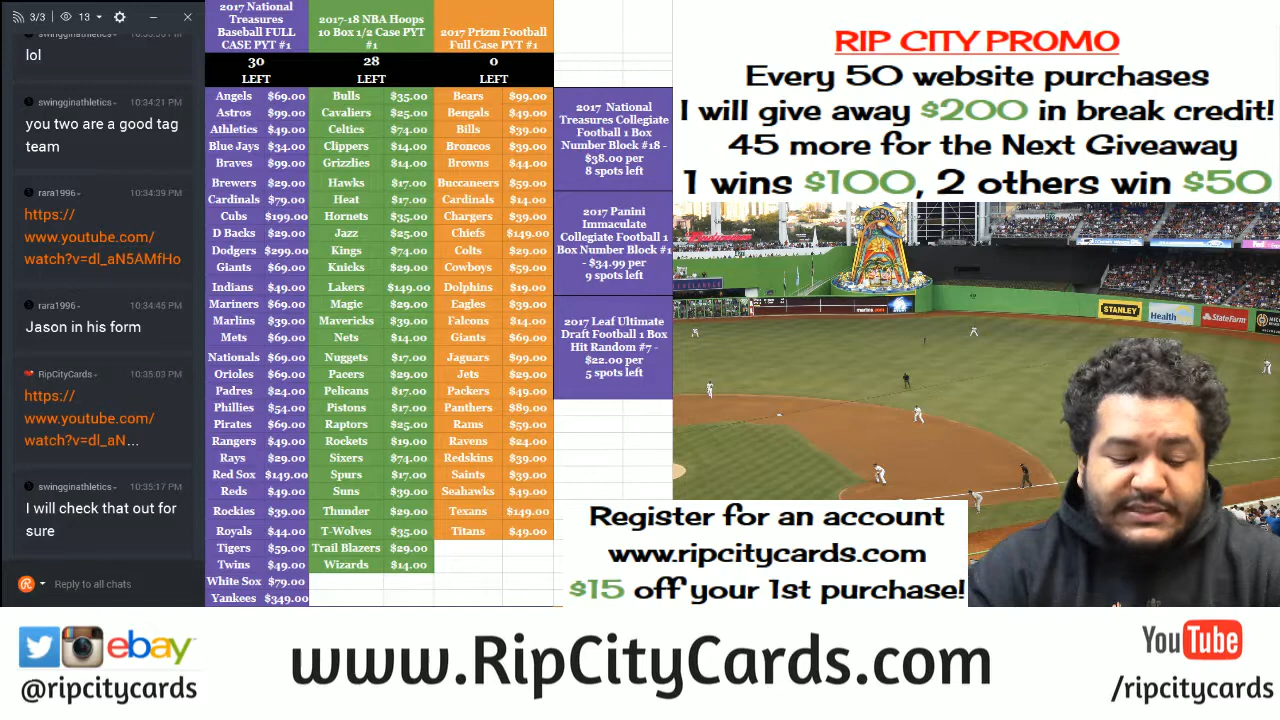 3/3 13
swingginathletics
lol
swingginathletics 10:34:21 PM
you two are a good tag
team
rara1996 10:34:39 PM
https://
www.youtube.com/
watch?v=dl_aN5AMfHo
rara1996 10:34:45 PM
Jason in his form
RipCityCards 10:35:03 PM
https://
www.youtube.com/
watch?v=dl_aN...
swingginathletics 10:35:17 PM
I will check that out for
sure
Reply to all chats
2017 National
Treasures
Baseball FULL
CASE PYT #1
30
LEFT
Angels $69.00
Astros $99.00
Athletics $49.00
Blue Jays $34.00
Braves $99.00
Brewers $29.00
Cardinals $79.00
Cubs $199.00
D Backs $29.00
Dodgers $299.00
Giants $69.00
Indians $49.00
Mariners $69.00
Marlins $39.00
Mets $69.00
Nationals $69.00
Orioles $69.00
Padres $24.00
Phillies $54.00
Pirates $69.00
Rangers $49.00
Rays $29.00
Red Sox $149.00
Reds $49.00
Rockies $39.00
Royals $44.00
Tigers $59.00
Twins $49.00
White Sox $79.00
Yankees $349.00
2017-18 NBA Hoops
10 Box 1/2 Case PYT
#1
28
LEFT
Bulls $35.00
Cavaliers $25.00
Celtics $74.00
Clippers $14.00
Grizzlies $14.00
Hawks $17.00
Heat $17.00
Hornets $35.00
Jazz $25.00
Kings $74.00
Knicks $29.00
Lakers $149.00
Magic $29.00
Mavericks $39.00
Nets $14.00
Nuggets $17.00
Pacers $29.00
Pelicans $17.00
Pistons $17.00
Raptors $25.00
Rockets $19.00
Sixers $74.00
Spurs $17.00
Suns $39.00
Thunder $29.00
T-Wolves $35.00
Trail Blazers $29.00
Wizards $14.00
2017 Prizm Football
Full Case PYT #1
0
LEFT
Bears $99.00
Bengals $49.00
Bills $39.00
Broncos $39.00
Browns $44.00
Buccaneers $59.00
Cardinals $14.00
Chargers $39.00
Chiefs $149.00
Colts $29.00
Cowboys $59.00
Dolphins $19.00
Eagles $39.00
Falcons $14.00
Giants $69.00
Jaguars $99.00
Jets $29.00
Packers $49.00
Panthers $89.00
Rams $59.00
Ravens $24.00
Redskins $39.00
Saints $39.00
Seahawks $49.00
Texans $149.00
Titans $49.00
2017 National
Treasures Collegiate
Football 1 Box
Number Block #18 -
$38.00 per
8 spots left
2017 Panini
Immaculate
Collegiate Football 1
Box Number Block #1
- $34.99 per
9 spots left
2017 Leaf Ultimate
Draft Football 1 Box
Hit Random #7 -
$22.00 per
5 spots left
RIP CITY PROMO
Every 50 website purchases
I will give away $200 in break credit!
45 more for the Next Giveaway
1 wins $100, 2 others win $50
STANLEY
Health
StateFarm
Register for an account
www.ripcitycards.com
$15 off your 1st purchase!
ebay
@ripcitycards
www.RipCityCards.com
YouTube
/ripcitycards